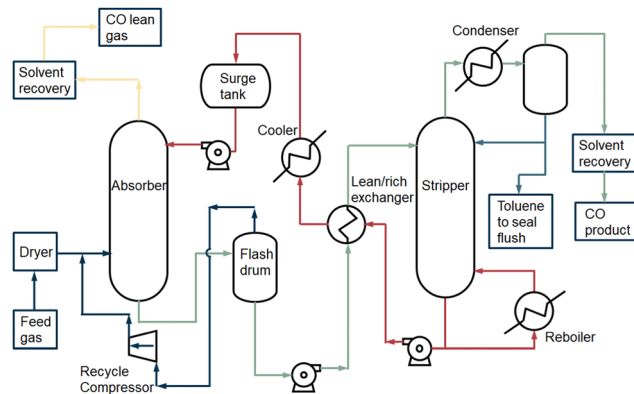 CO lean
gas
Solvent
recovery
Surge
tank
Condenser
Cooler
Absorber
Lean/rich
exchanger
Stripper
Solvent
recovery
Toluene
to seal
flush
CO
product
Dryer
Flash
drum
Feed
gas
Recycle
Compressor
Reboiler